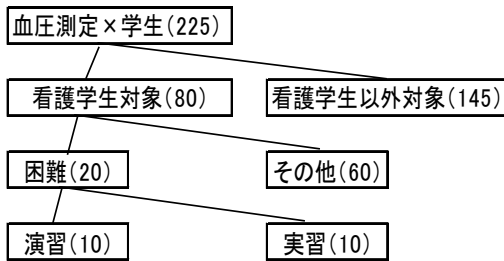 血圧測定×学生(225)
看護学生対象(80)
看護学生以外対象(145)
困難(20)
その他(60)
演習(10)
実習(10)